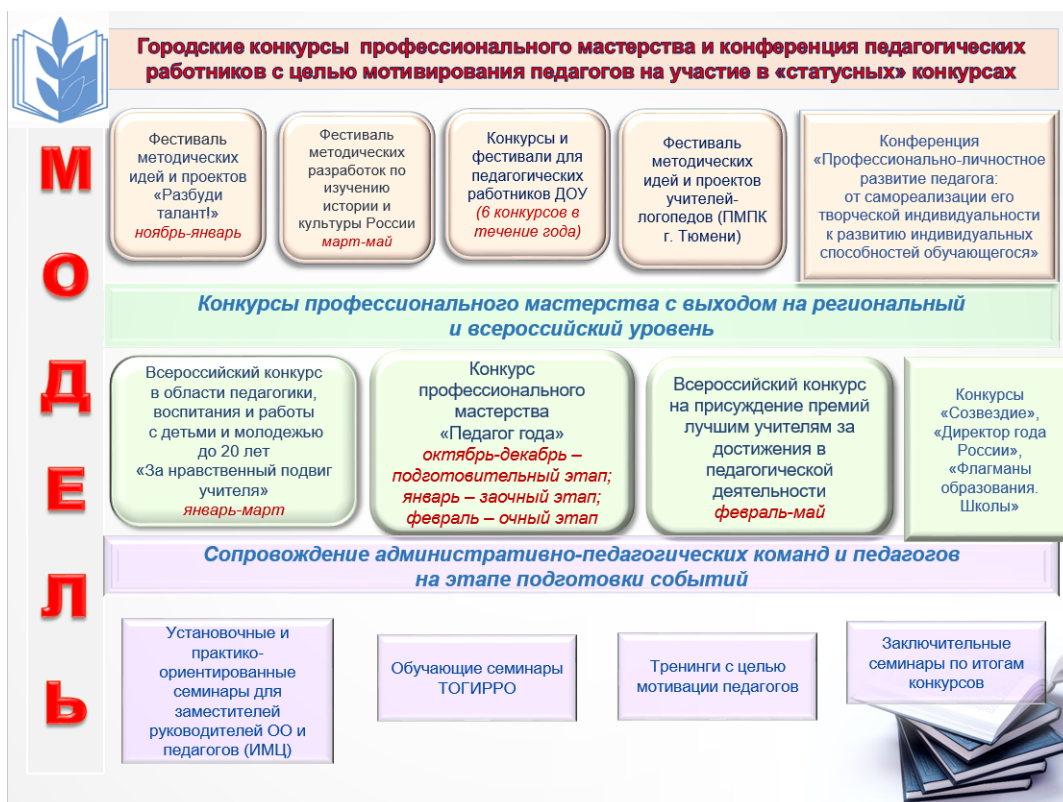 Городские конкурсы профессионального мастерства и конференция педагогических
работников с целью мотивирования педагогов на участие в «статусных» конкурсах
М
О
Д
Е
Л
Ь
Фестиваль
методических
идей и проектов
«Разбуди
талант!»
ноябрь-январь
Фестиваль
методических
разработок по
изучению
истории и
культуры России
март-май
Конкурсы и
фестивали для
педагогических
работников ДОУ
(6 конкурсов в
течение года)
Фестиваль
методических
идей и проектов
учителей-
логопедов (ПМПК
г. Тюмени)
Конференция
«Профессионально-личностное
развитие педагога:
от самореализации его
творческой индивидуальности
к развитию индивидуальных
способностей обучающегося»
Конкурсы профессионального мастерства с выходом на региональный
и всероссийский уровень
Всероссийский конкурс
в области педагогики,
воспитания и работы
с детьми и молодежью
до 20 лет
«За нравственный подвиг
учителя»
январь-март
Конкурс
профессионального
мастерства
«Педагог года»
октябрь-декабрь –
подготовительный этап;
январь – заочный этап;
февраль – очный этап
Всероссийский конкурс
на присуждение премий
лучшим учителям за
достижения в
педагогической
деятельности
февраль-май
Конкурсы
«Созвездие»,
«Директор года
России»,
«Флагманы
образования.
Школы»
Сопровождение административно-педагогических команд и педагогов
на этапе подготовки событий
Установочные и
практико-
ориентированные
семинары для
заместителей
руководителей ОО и
педагогов (ИМЦ)
Обучающие семинары
ТОГИРРО
Тренинги с целью
мотивации педагогов
Заключительные
семинары по итогам
конкурсов